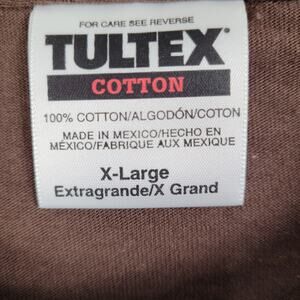 FOR CARE SEE REVERSE
TULTEX®
COTTON
100% COTTON/ALGODÓN/COTON
MADE IN MEXICO/HECHO EN
MÉXICO/FABRIQUE AUX MEXIQUE
X-Large
Extragrande/X Grand